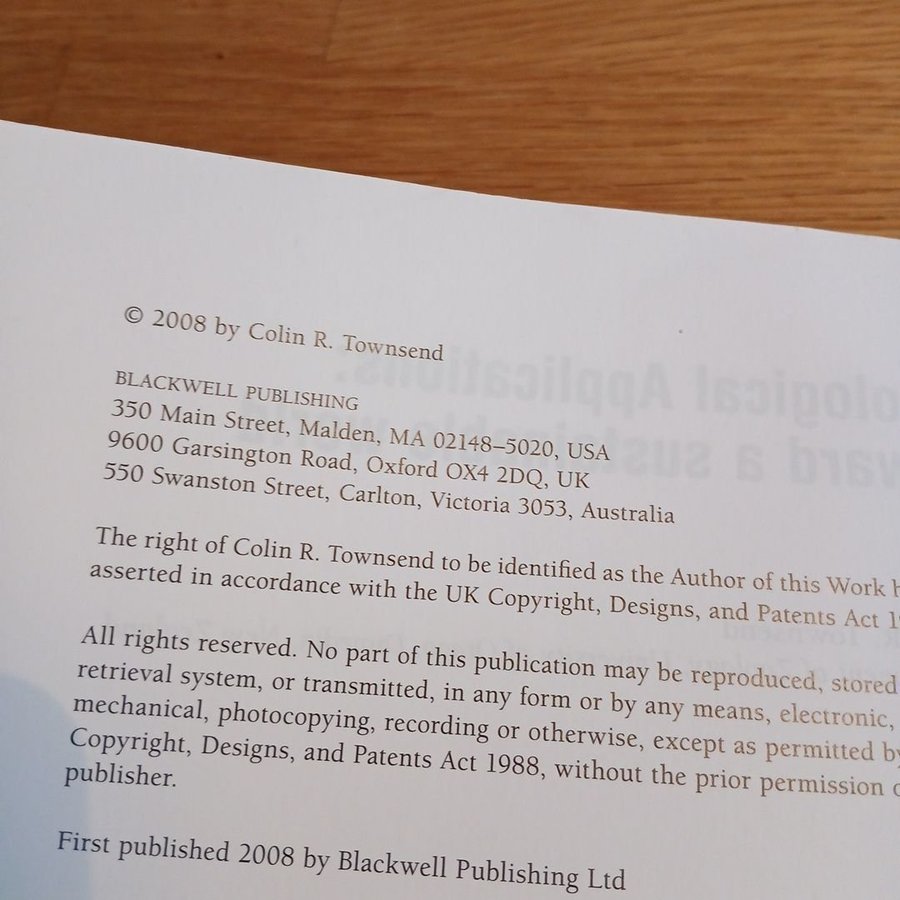 © 2008 by Colin R. Townsend
BLACKWELL PUBLISHING
350 Main Street, Malden, MA 02148–5020, USA
9600 Garsington Road, Oxford OX4 2DQ, UK
550 Swanston Street, Carlton, Victoria 3053, Australia
The right of Colin R. Townsend to be identified as the Author of this Work
asserted in accordance with the UK Copyright, Designs, and Patents Act
All rights reserved. No part of this publication may be reproduced, stored
retrieval system, or transmitted, in any form or by any means, electronic,
mechanical, photocopying, recording or otherwise, except as permitted by
Copyright, Designs, and Patents Act 1988, without the prior permission
publisher.
First published 2008 by Blackwell Publishing Ltd